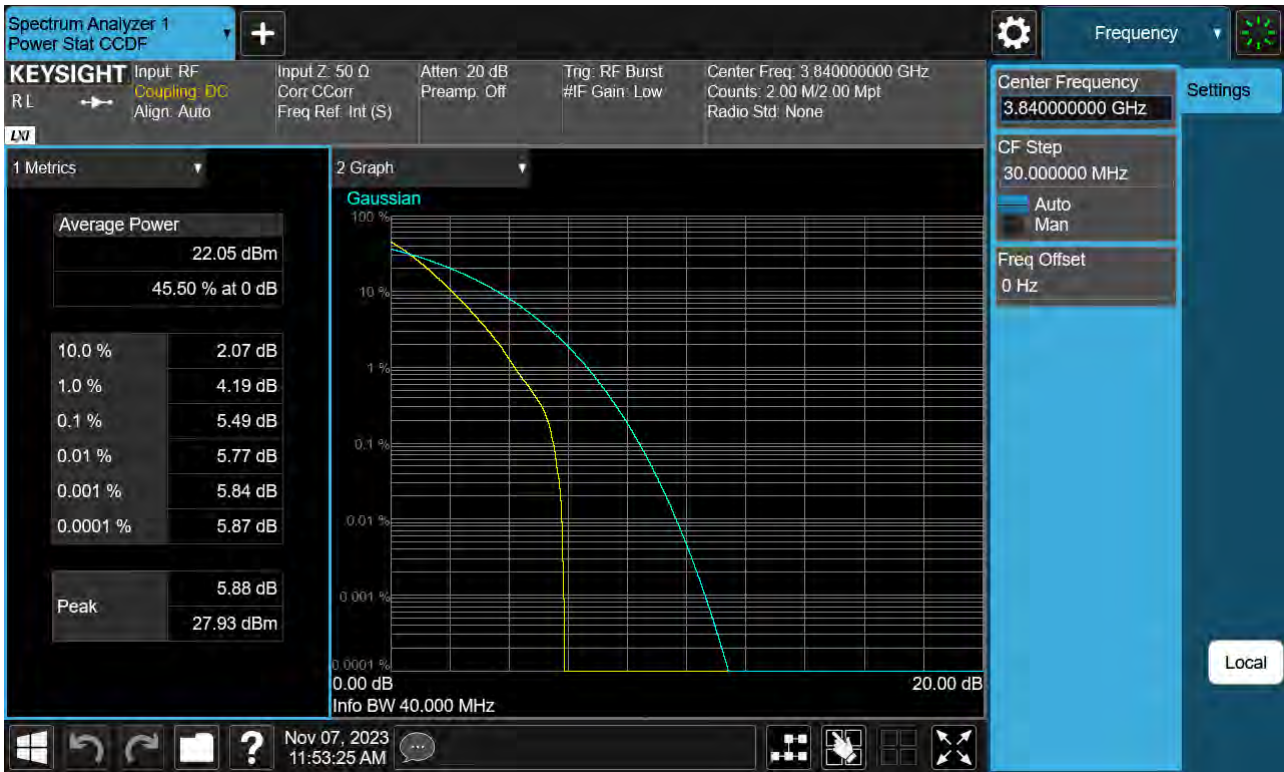 Spectrum Analyzer 1
Power Stat CCDF
Frequency
KEYSIGHT
RL
LXI
Input: RF
Coupling: DC
Align: Auto
Input Z: 50 Ω
Corr CCorr
Freq Ref: Int (S)
Atten: 20 dB
Preamp: Off
Trig: RF Burst
#IF Gain: Low
Center Freq: 3.840000000 GHz
Counts: 2.00 M/2.00 Mpt
Radio Std: None
Center Frequency
3.840000000 GHz
Settings
CF Step
30.000000 MHz
Auto
Man
Freq Offset
0 Hz
1 Metrics
Average Power
22.05 dBm
45.50 % at 0 dB
10.0 % 2.07 dB
1.0 % 4.19 dB
0.1 % 5.49 dB
0.01 % 5.77 dB
0.001 % 5.84 dB
0.0001 % 5.87 dB
Peak 5.88 dB
27.93 dBm
2 Graph
Gaussian
100 %
10 %
1 %
0.1 %
0.01 %
0.001 %
0.0001 %
0.00 dB 20.00 dB
Info BW 40.000 MHz
Local
?
Nov 07, 2023
11:53:25 AM